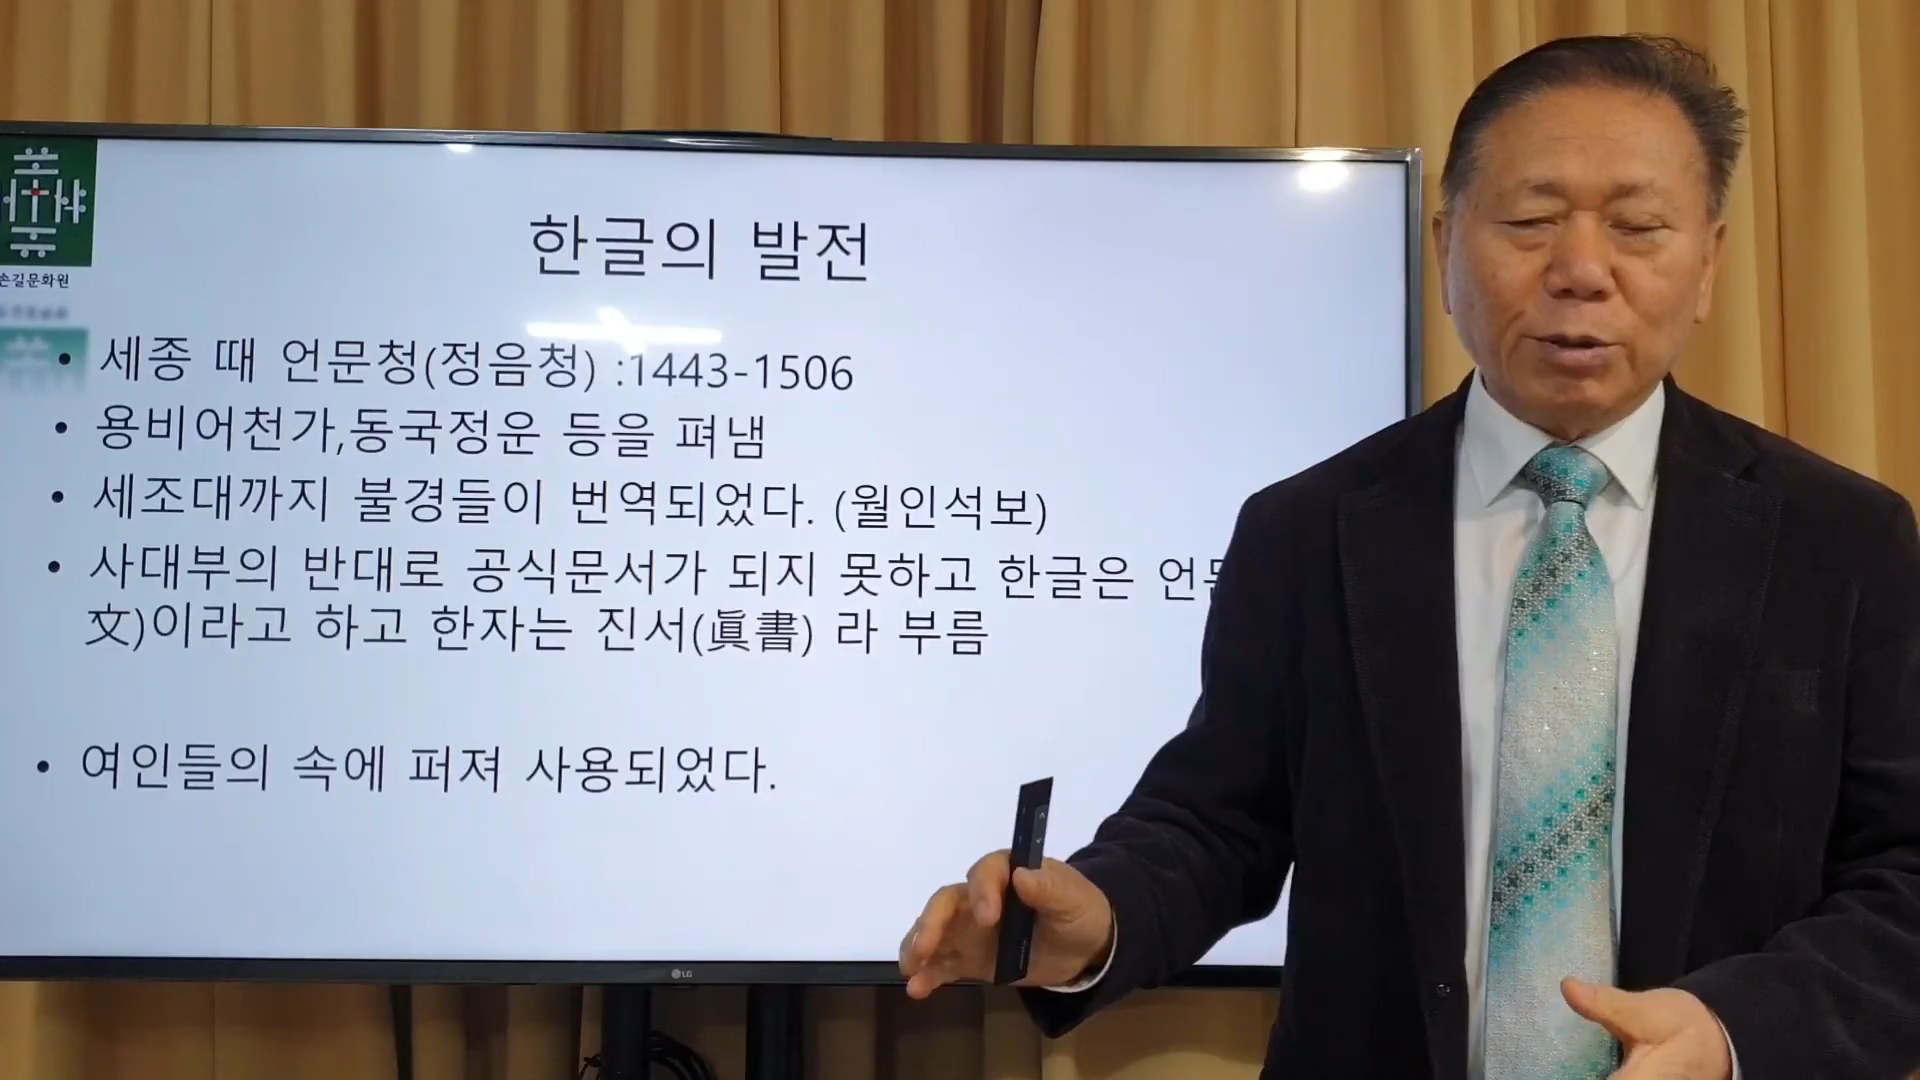 손길문화원
한글의 발전
• 세종 때 언문청(정음청) :1443-1506
• 용비어천가,동국정운 등을 펴냄
• 세조대까지 불경들이 번역되었다. (월인석보)
• 사대부의 반대로 공식문서가 되지 못하고 한글은
文)이라고 하고 한자는 진서(眞書) 라 부름
• 여인들의 속에 퍼져 사용되었다.
LG